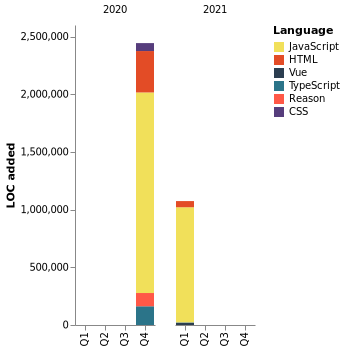 2020
2021
Language
JavaScript
HTML
Vue
TypeScript
Reason
CSS
LOC added
2,500,000
2,000,000
1,500,000
1,000,000
500,000
0
Q1
Q2
Q3
Q4
Q1
Q2
Q3
Q4